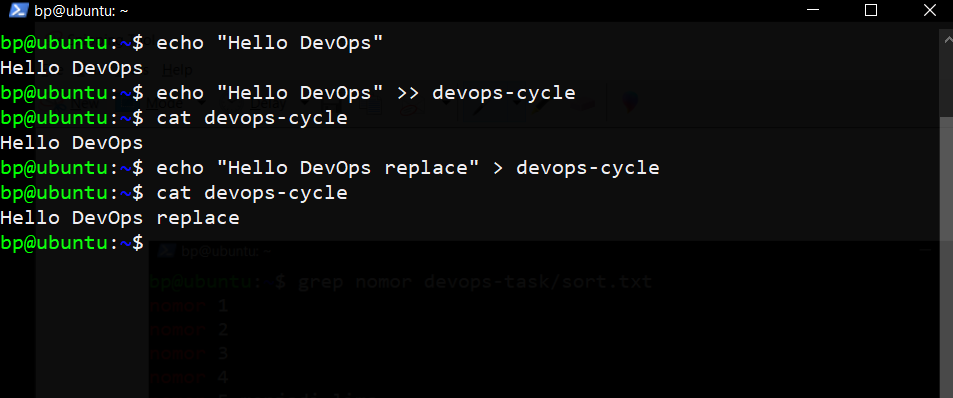 bp@ubuntu: ~
bp@ubuntu:~$ echo "Hello DevOps"
Hello DevOps
Help
bp@ubuntu:~$ echo "Hello DevOps" >> devops-cycle
bp@ubuntu:~$ cat devops-cycle
Hello DevOps
bp@ubuntu:~$ echo "Hello DevOps replace" > devops-cycle
bp@ubuntu:~$ cat devops-cycle
Hello DevOps replace
bp@ubuntu:~$
bp@ubuntu: ~
bp@ubuntu: $ grep nomor devops-task/sort.txt
nomor 1
nomor 2
nomor 3
nomor 4